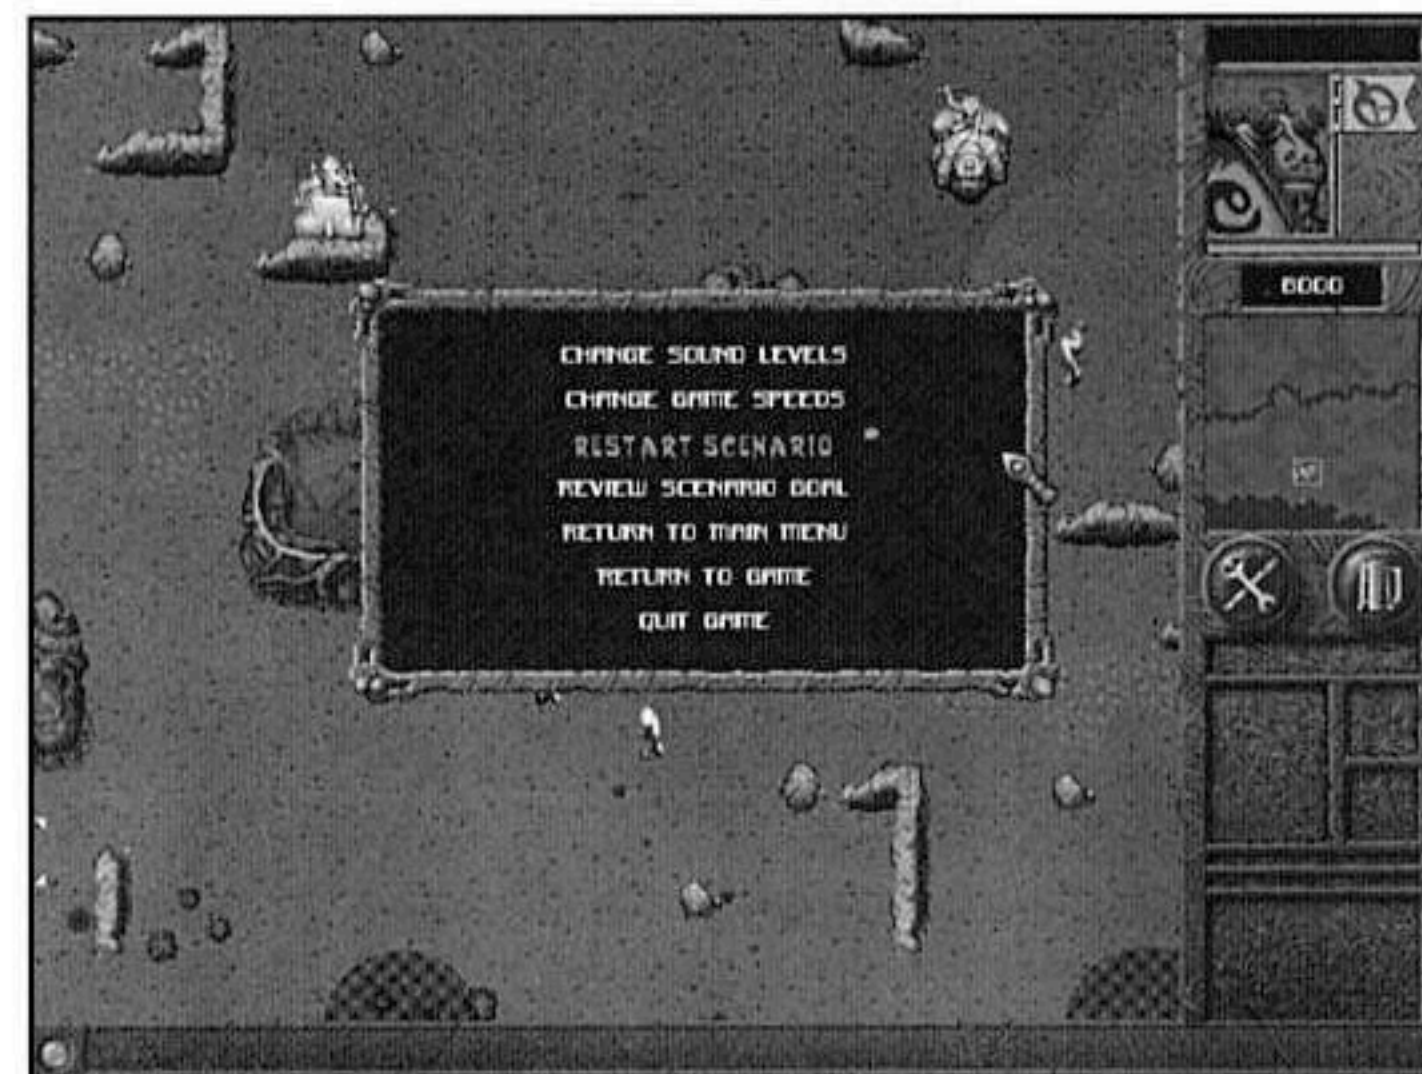 CHANGE SOUND LEVELS
CHANGE GAME SPEEDS
RESTART SCENARIO
REVIEW SCENARIO GOAL
RETURN TO MAIN MENU
RETURN TO GAME
QUIT GAME